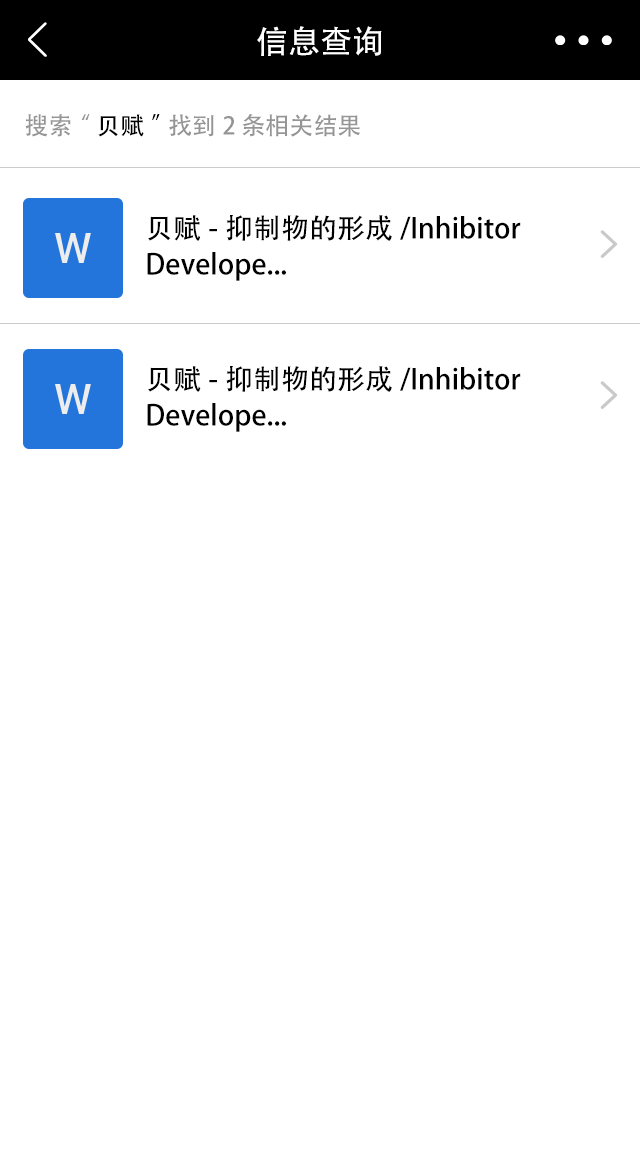 信息查询
搜索 “ 贝赋 ” 找到 2 条相关结果
W
贝赋 - 抑制物的形成 /Inhibitor
Develope...
W
贝赋 - 抑制物的形成 /Inhibitor
Develope...